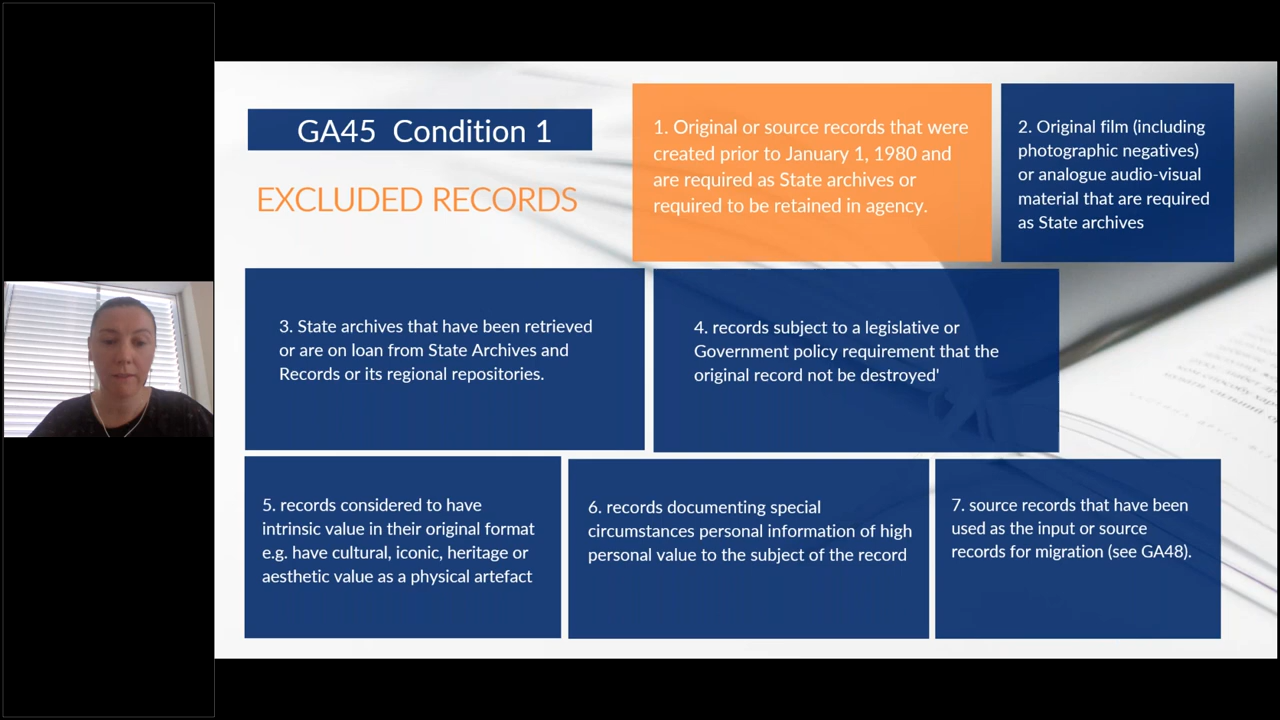 GA45 Condition 1
EXCLUDED RECORDS
1. Original or source records that were
created prior to January 1, 1980 and
are required as State archives or
required to be retained in agency.
2. Original film (including
photographic negatives)
or analogue audio-visual
material that are required
as State archives
3. State archives that have been retrieved
or are on loan from State Archives and
Records or its regional repositories.
4. records subject to a legislative or
Government policy requirement that the
original record not be destroyed'
5. records considered to have
intrinsic value in their original format
e.g. have cultural, iconic, heritage or
aesthetic value as a physical artefact
6. records documenting special
circumstances personal information of high
personal value to the subject of the record
7. source records that have been
used as the input or source
records for migration (see GA48).